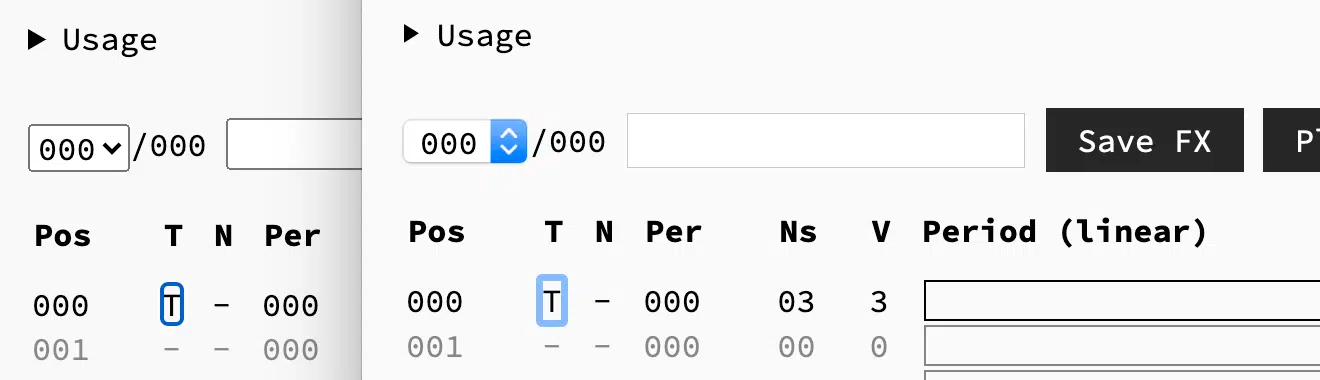 Usage
000 /000
Pos T N Per
000 T - 000
001 - - 000
Usage
000 /000 Save FX
Pos T N Per Ns V Period (linear)
000 T - 000 03 3
001 - - 000 00 0